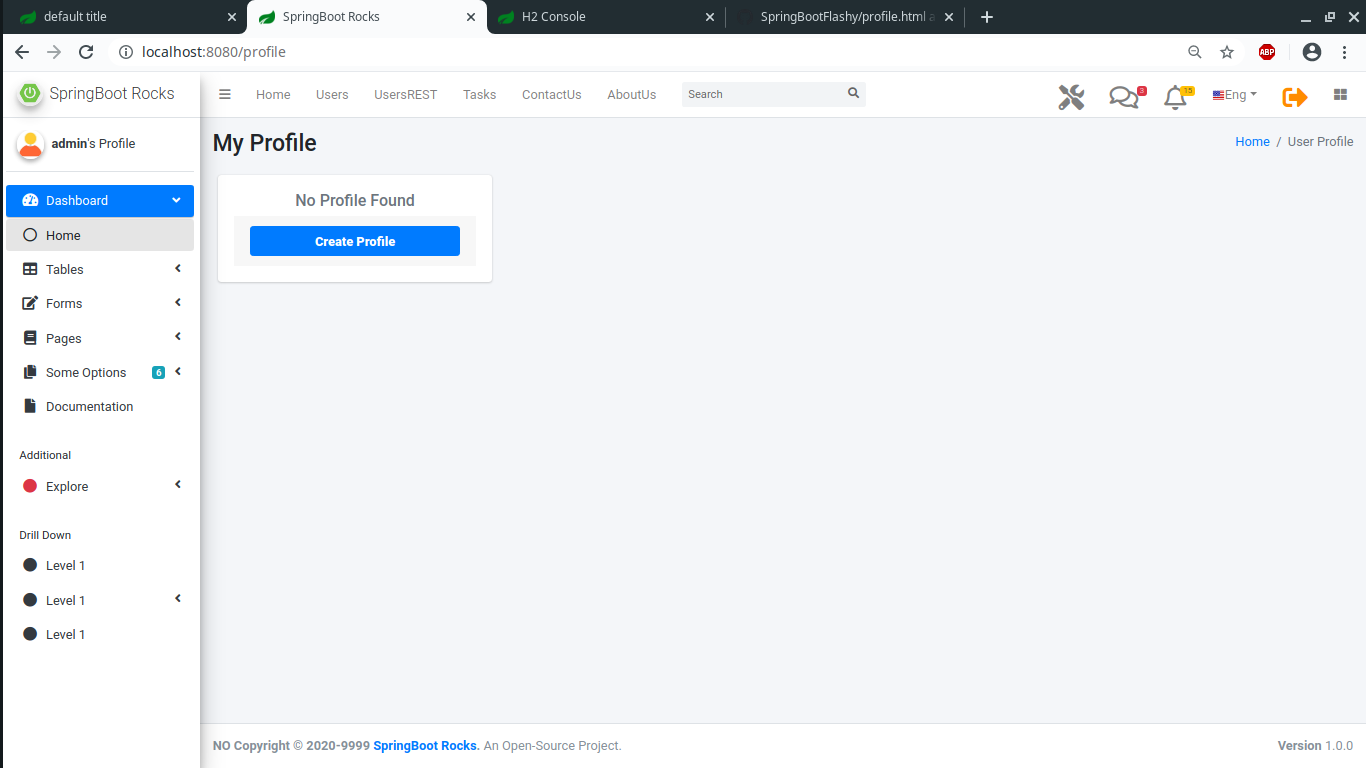 default title
SpringBoot Rocks
H2 Console
SpringBootFlashy/profile.html a
localhost:8080/profile
ABP
SpringBoot Rocks
Home
Users
UsersREST
Tasks
ContactUs
AboutUs
Search
3
15
Eng
admin's Profile
My Profile
Home / User Profile
Dashboard
Home
Tables
Forms
Pages
Some Options 6
Documentation
Additional
Explore
Drill Down
Level 1
Level 1
Level 1
No Profile Found
Create Profile
NO Copyright © 2020-9999 SpringBoot Rocks. An Open-Source Project.
Version 1.0.0